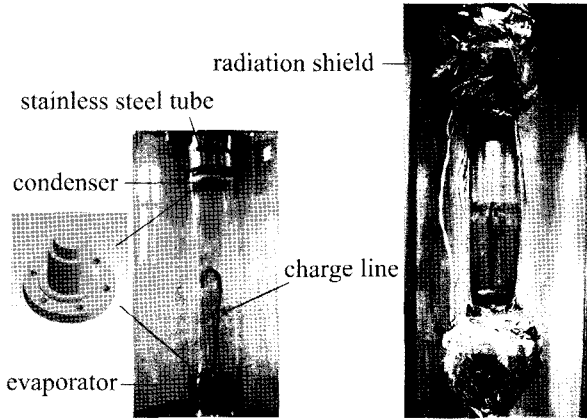 radiation shield
stainless steel tube
condenser
charge line
evaporator